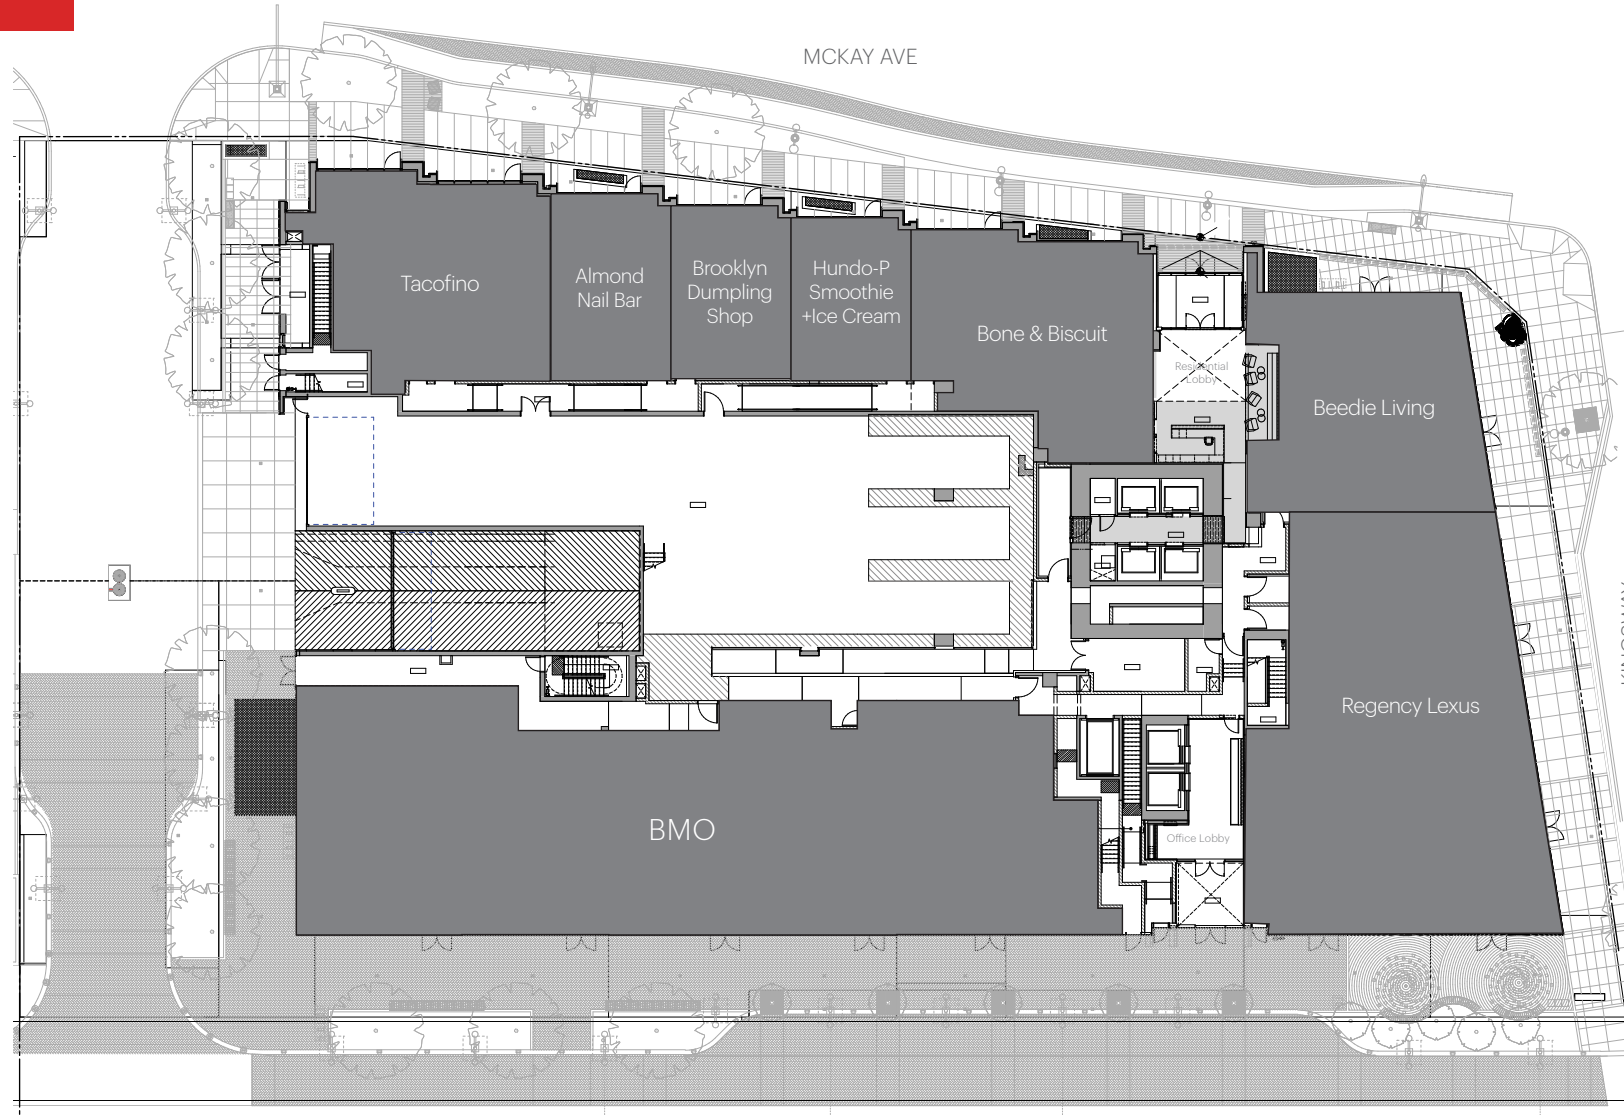 MCKAY AVE
Tacofino
Almond
Nail Bar
Brooklyn
Dumpling
Shop
Hundo-P
Smoothie
+Ice Cream
Bone & Biscuit
Residential
Lobby
Beedie Living
KINGSWAY
Regency Lexus
BMO
Office Lobby